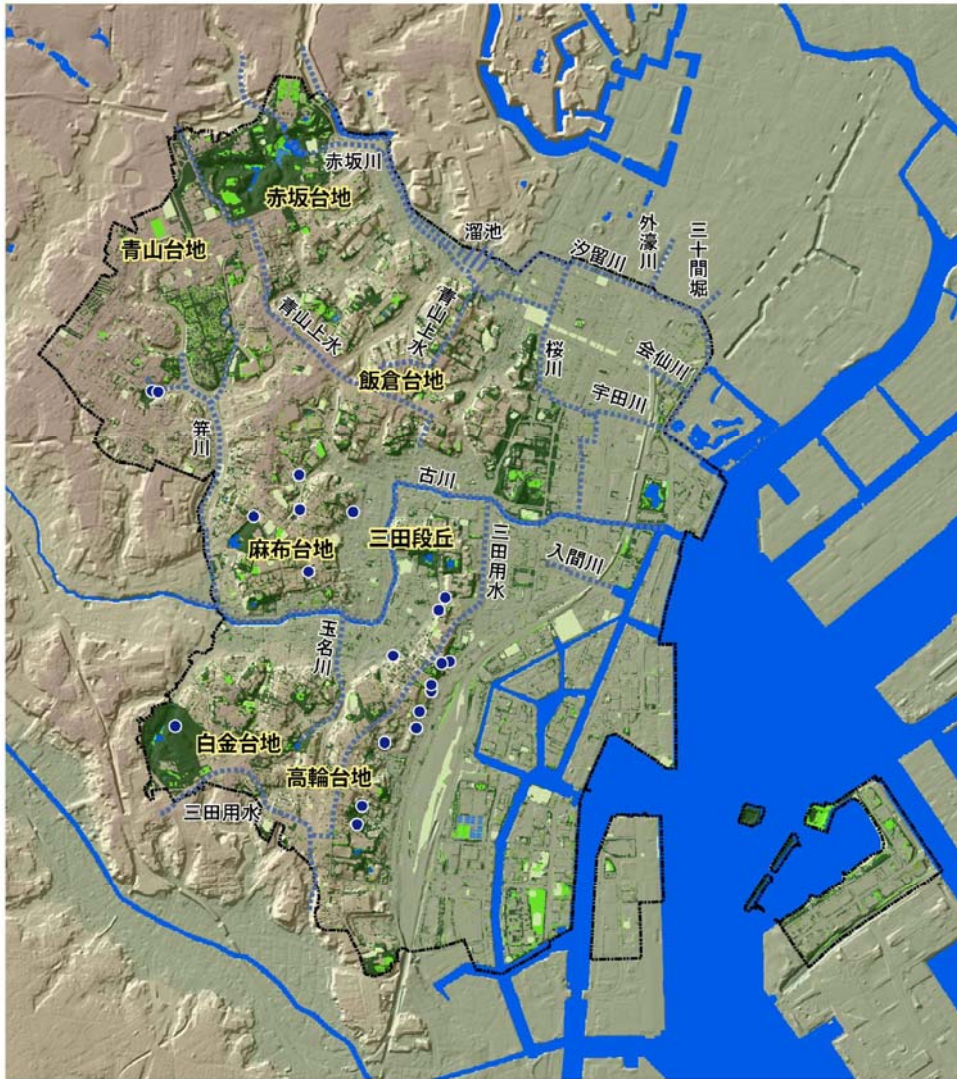 赤坂川
赤坂台地
溜池
青山台地
汐留川
外濠川
三十間堀
青山上水
青山上水
桜川
会仙川
飯倉台地
宇田川
笄川
古川
三田段丘
三田用水
麻布台地
入間川
玉名川
白金台地
高輪台地
三田用水